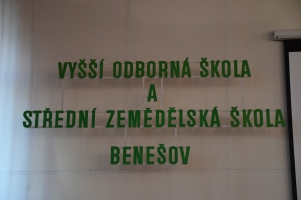 VYŠŠÍ ODBORNÁ ŠKOLA
A
STŘEDNÍ ZEMĚDĚLSKÁ ŠKOLA
BENEŠOV